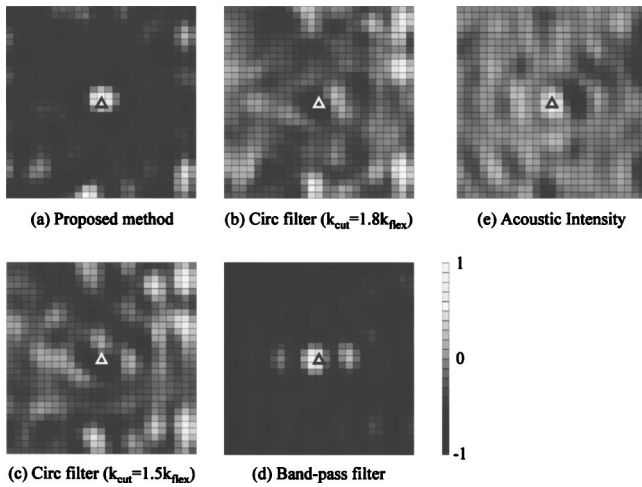 (a) Proposed method
(b) Circ filter (kcut=1.8kflex)
(e) Acoustic Intensity
(c) Circ filter (kcut=1.5kflex)
(d) Band-pass filter
1
0
-1